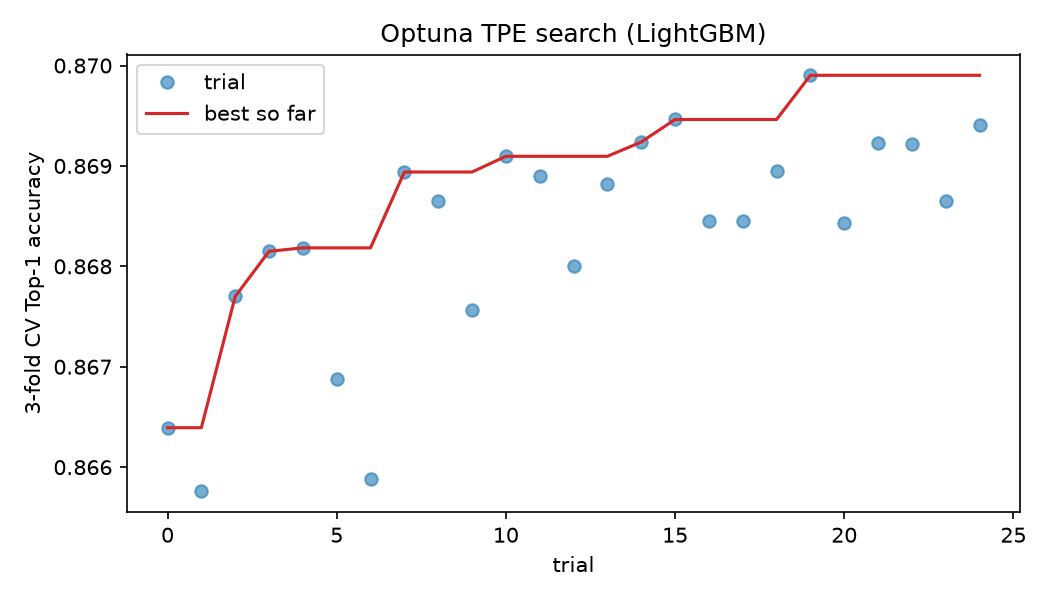 Optuna TPE search (LightGBM)
trial
best so far
3-fold CV Top-1 accuracy
0.870
0.869
0.868
0.867
0.866
0
5
10
15
20
25
trial